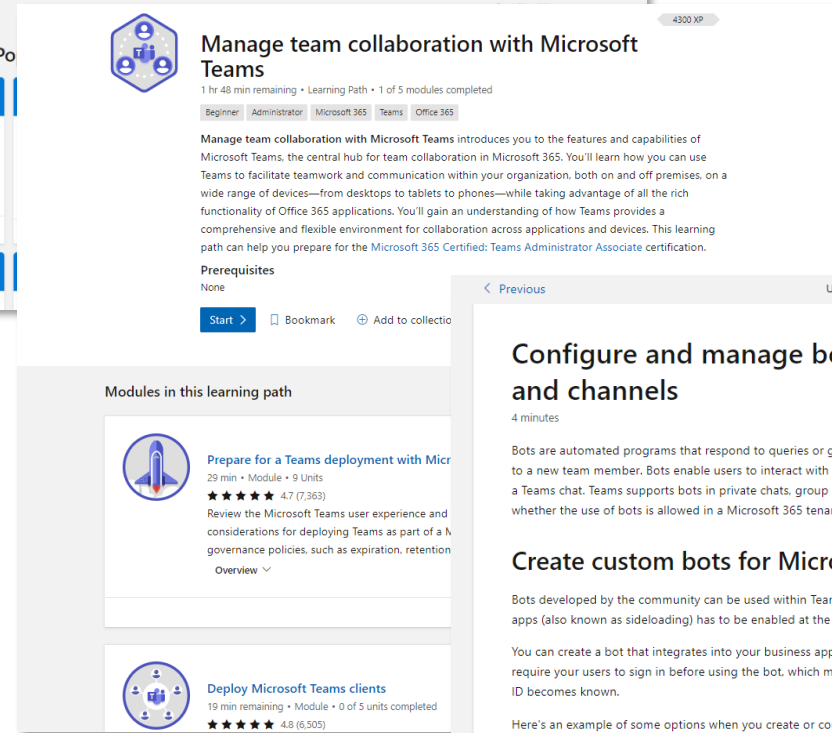 Po
4300 XP
Manage team collaboration with Microsoft
Teams
1 hr 48 min remaining • Learning Path • 1 of 5 modules completed
Beginner Administrator Microsoft 365 Teams Office 365
Manage team collaboration with Microsoft Teams introduces you to the features and capabilities of
Microsoft Teams, the central hub for team collaboration in Microsoft 365. You'll learn how you can use
Teams to facilitate teamwork and communication within your organization, both on and off premises, on a
wide range of devices—from desktops to tablets to phones—while taking advantage of all the rich
functionality of Office 365 applications. You'll gain an understanding of how Teams provides a
comprehensive and flexible environment for collaboration across applications and devices. This learning
path can help you prepare for the Microsoft 365 Certified: Teams Administrator Associate certification.
Prerequisites
None
Start Bookmark Add to collectio
Modules in this learning path
Prepare for a Teams deployment with Micr
29 min • Module • 9 Units
4.7 (7,363)
Review the Microsoft Teams user experience and
considerations for deploying Teams as part of a M
governance policies, such as expiration, retention
Overview
Deploy Microsoft Teams clients
19 min remaining • Module • 0 of 5 units completed
4.8 (6,505)
Previous
U
Configure and manage bo
and channels
4 minutes
Bots are automated programs that respond to queries or g
to a new team member. Bots enable users to interact with
a Teams chat. Teams supports bots in private chats, group
whether the use of bots is allowed in a Microsoft 365 tenar
Create custom bots for Micro
Bots developed by the community can be used within Tear
apps (also known as sideloading) has to be enabled at the
You can create a bot that integrates into your business app
require your users to sign in before using the bot, which m
ID becomes known.
Here's an example of some options when you create or co